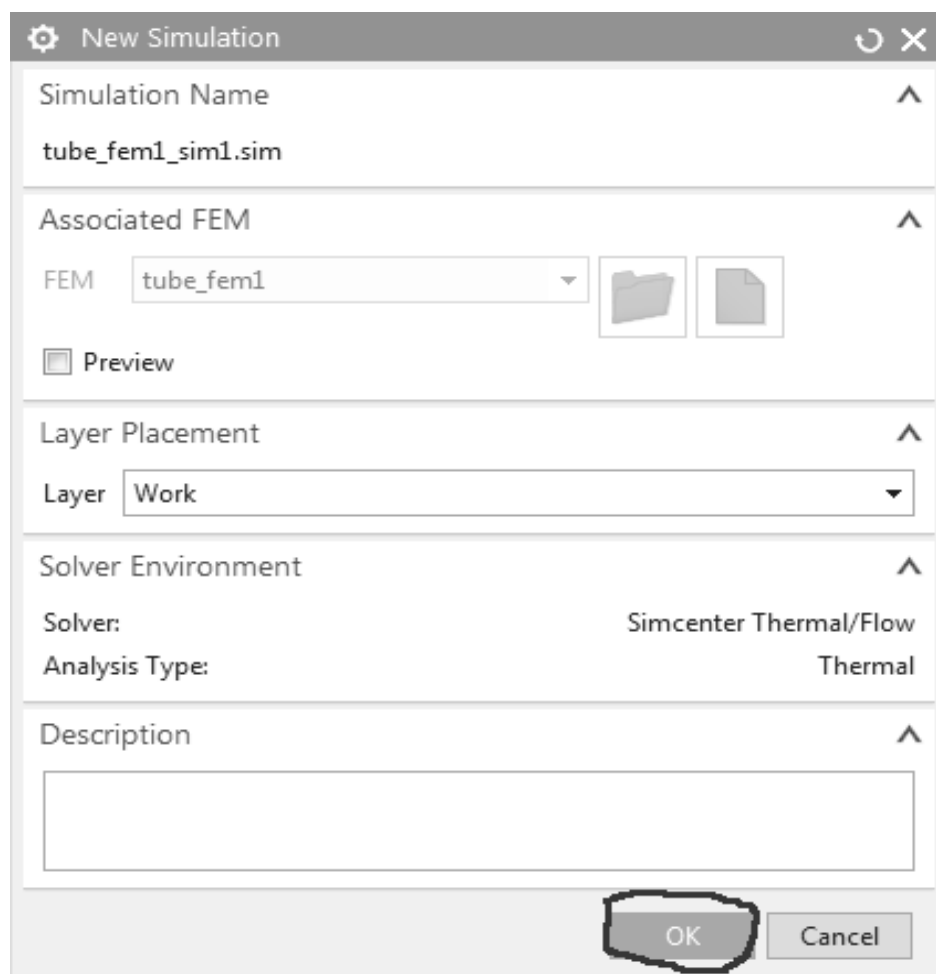 New Simulation
Simulation Name
tube_fem1_sim1.sim
Associated FEM
FEM tube_fem1
Preview
Layer Placement
Layer Work
Solver Environment
Solver: Simcenter Thermal/Flow
Analysis Type: Thermal
Description
OK Cancel